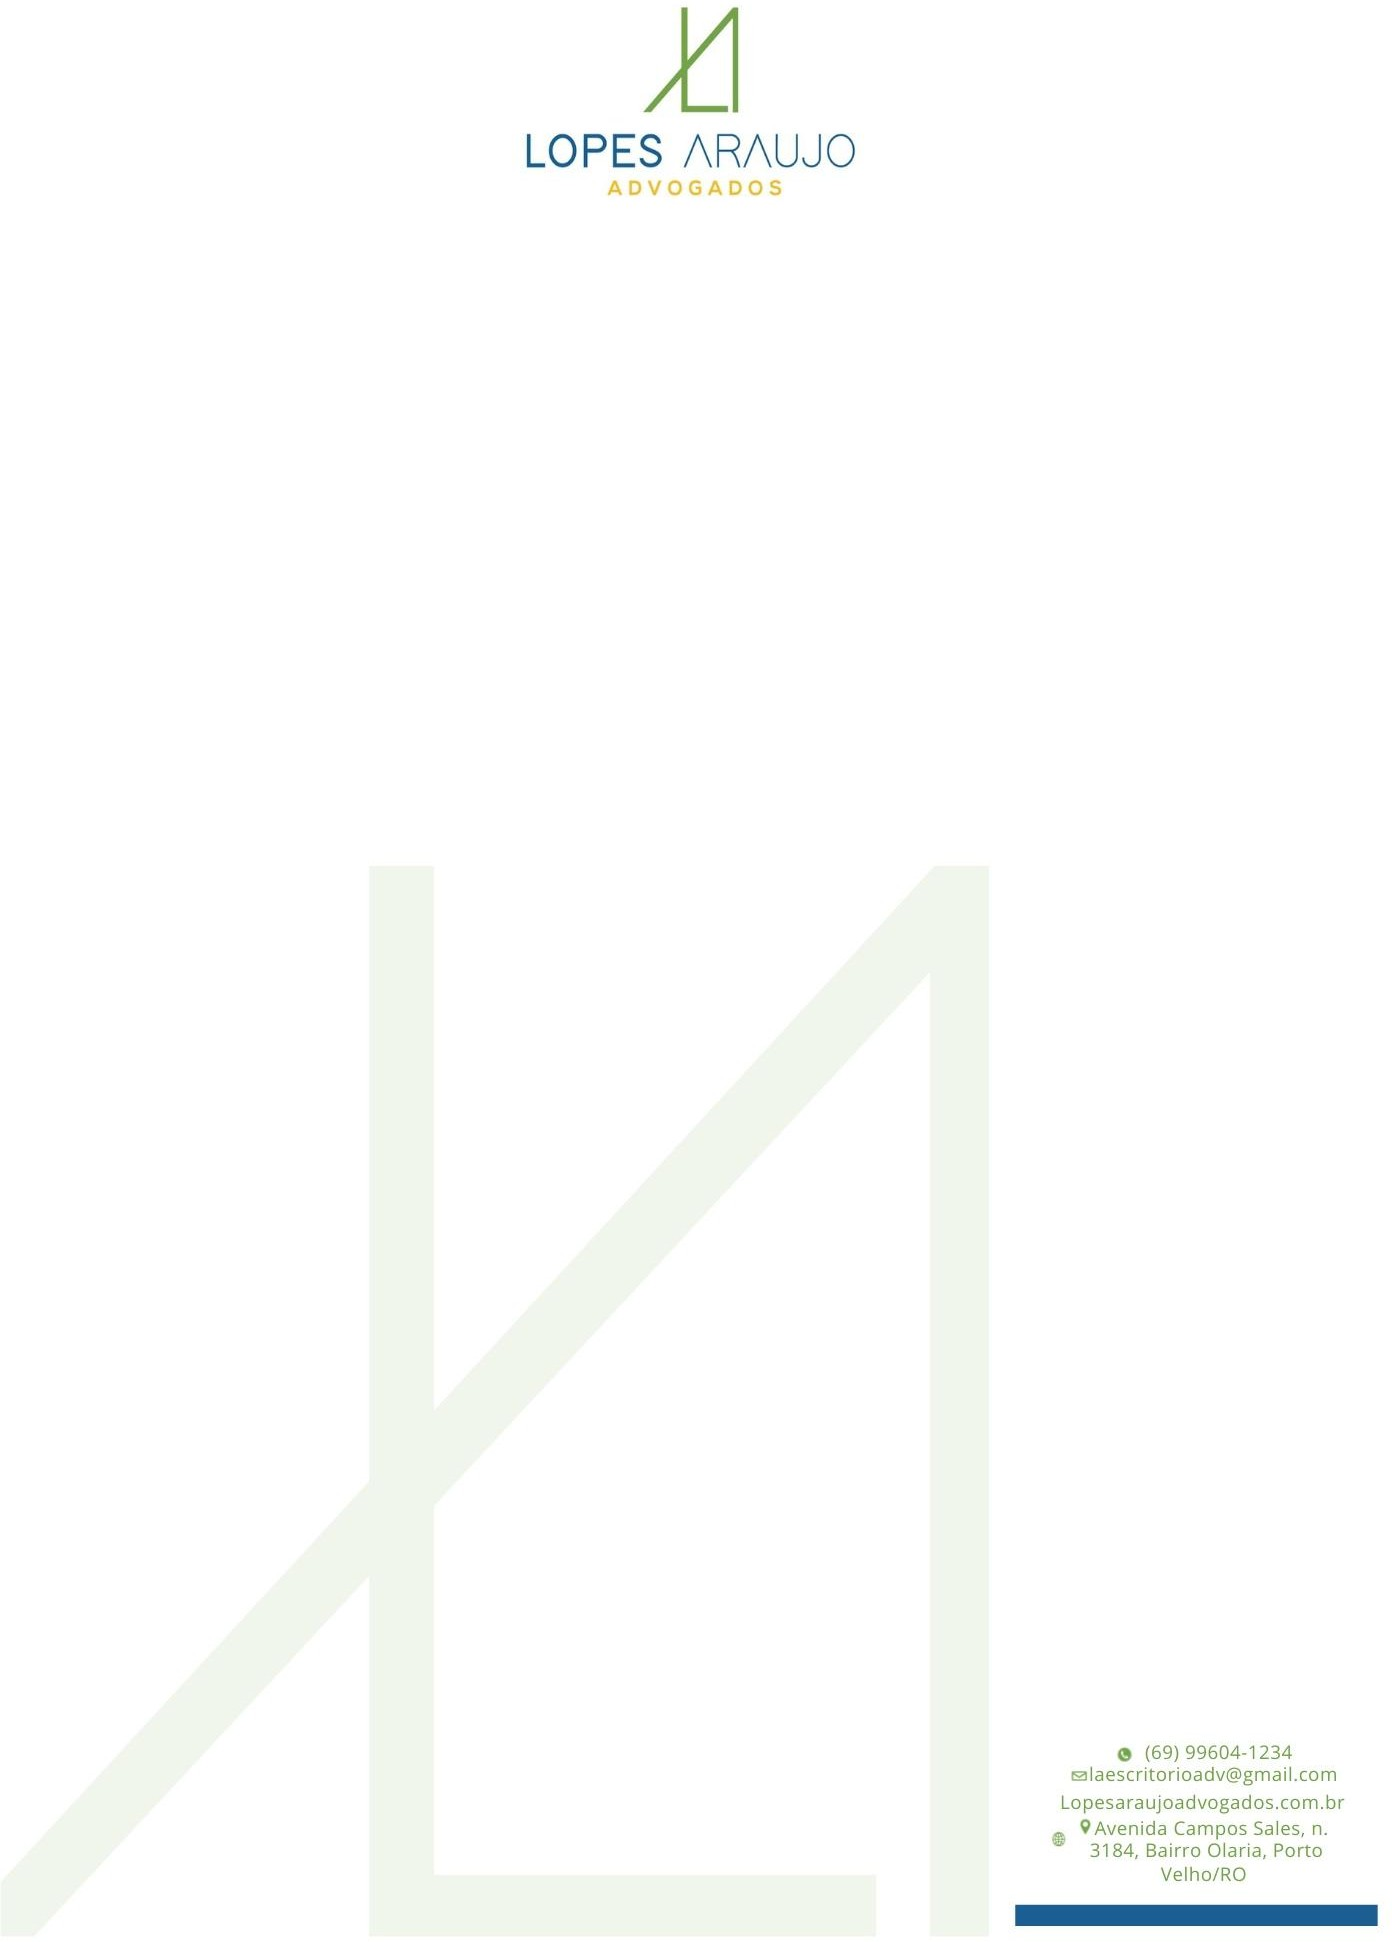 LOPES ARAUJO
ADVOGADOS
(69) 99604-1234
laescritorioadv@gmail.com
Lopesaraujoadvogados.com.br
Avenida Campos Sales, n.
3184, Bairro Olaria, Porto
Velho/RO